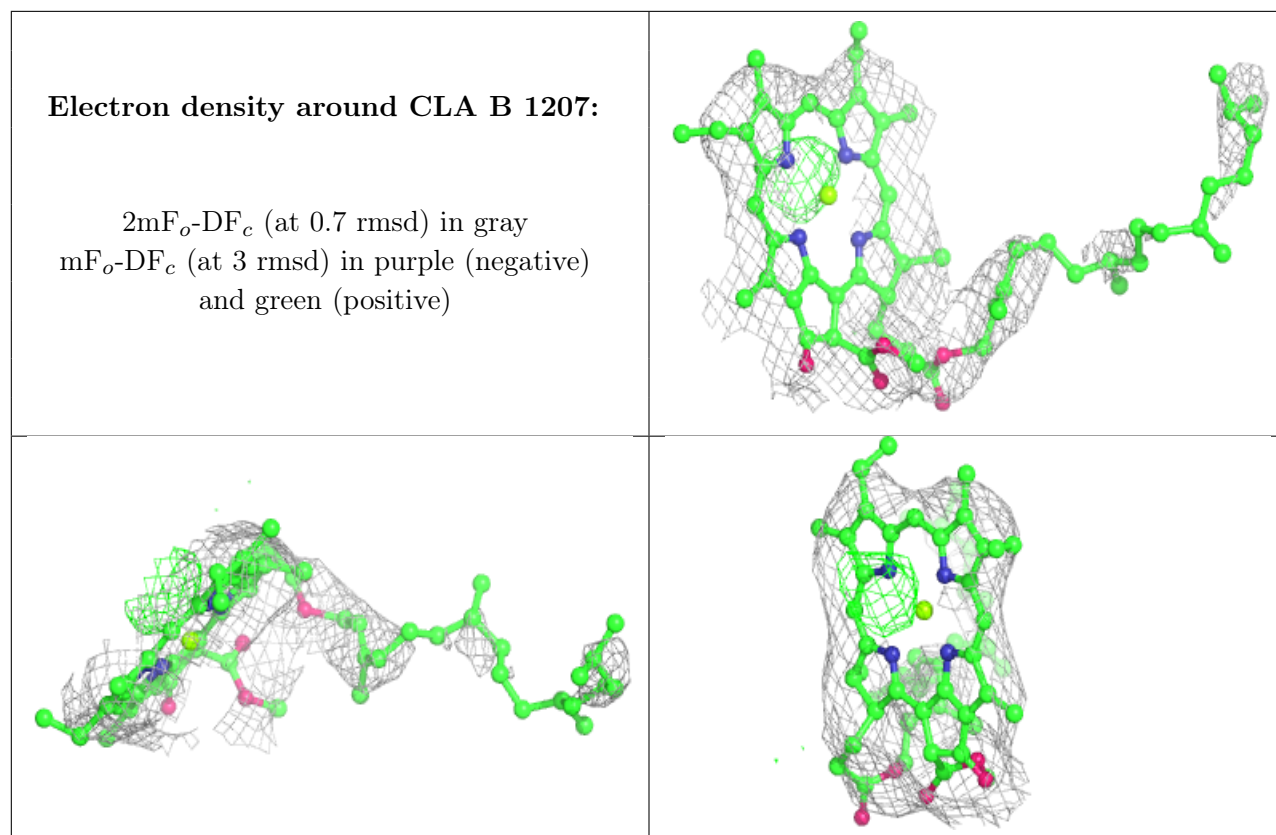 Electron density around CLA B 1207:
2mFo-DFc (at 0.7 rmsd) in gray
mFo-DFc (at 3 rmsd) in purple (negative)
and green (positive)